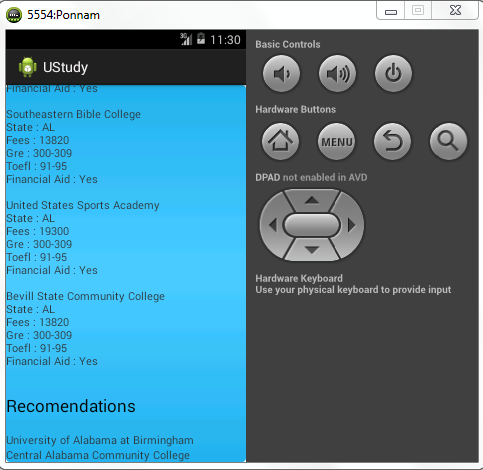 5554:Ponnam
3G 11:30
UStudy
Financial Aid : Yes
Southeastern Bible College
State : AL
Fees : 13820
Gre : 300-309
Toefl : 91-95
Financial Aid : Yes
United States Sports Academy
State : AL
Fees : 19300
Gre : 300-309
Toefl : 91-95
Financial Aid : Yes
Bevill State Community College
State : AL
Fees : 13820
Gre : 300-309
Toefl : 91-95
Financial Aid : Yes
Recomendations
University of Alabama at Birmingham
Central Alabama Community College
Basic Controls
Hardware Buttons
MENU
DPAD not enabled in AVD
Hardware Keyboard
Use your physical keyboard to provide input